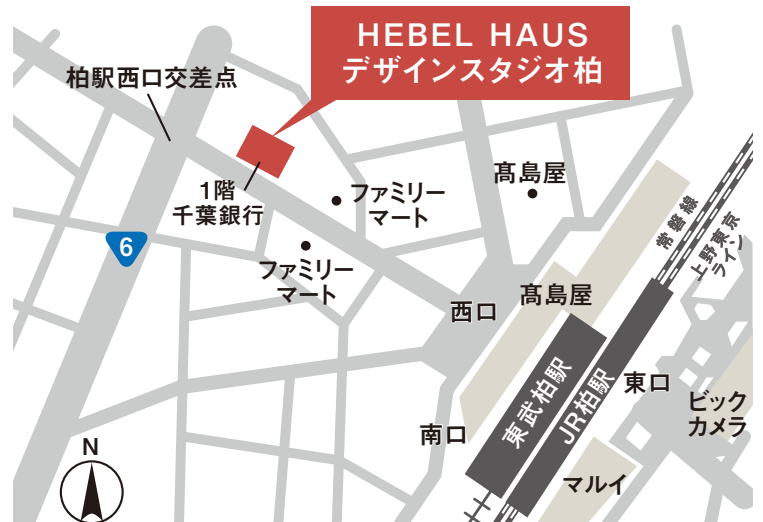 HEBEL HAUS
デザインスタジオ柏
柏駅西口交差点
1階
千葉銀行
ファミリー
マート
髙島屋
6
ファミリー
マート
常磐線
上野東京
ライン
髙島屋
西口
東武柏駅
JR柏駅
東口
ビック
カメラ
南口
マルイ
N